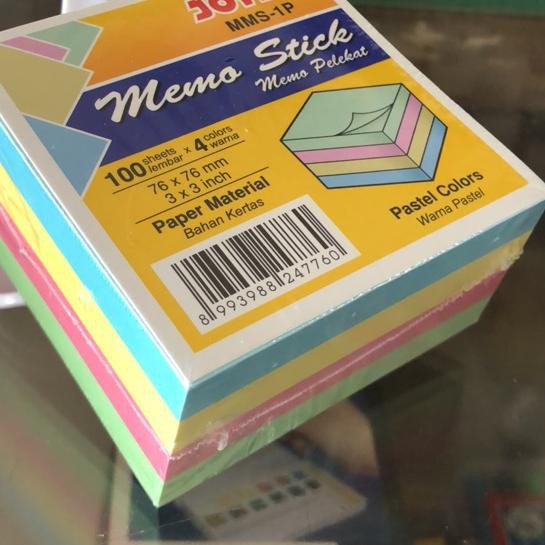 MMS-1P
Memo Stick
Memo Pelekat
100 sheets lembar x 4 colors warna
76 x 76 mm
3 x 3 inch
Paper Material
Bahan Kertas
Pastel Colors
Warna Pastel
8 993988 247760